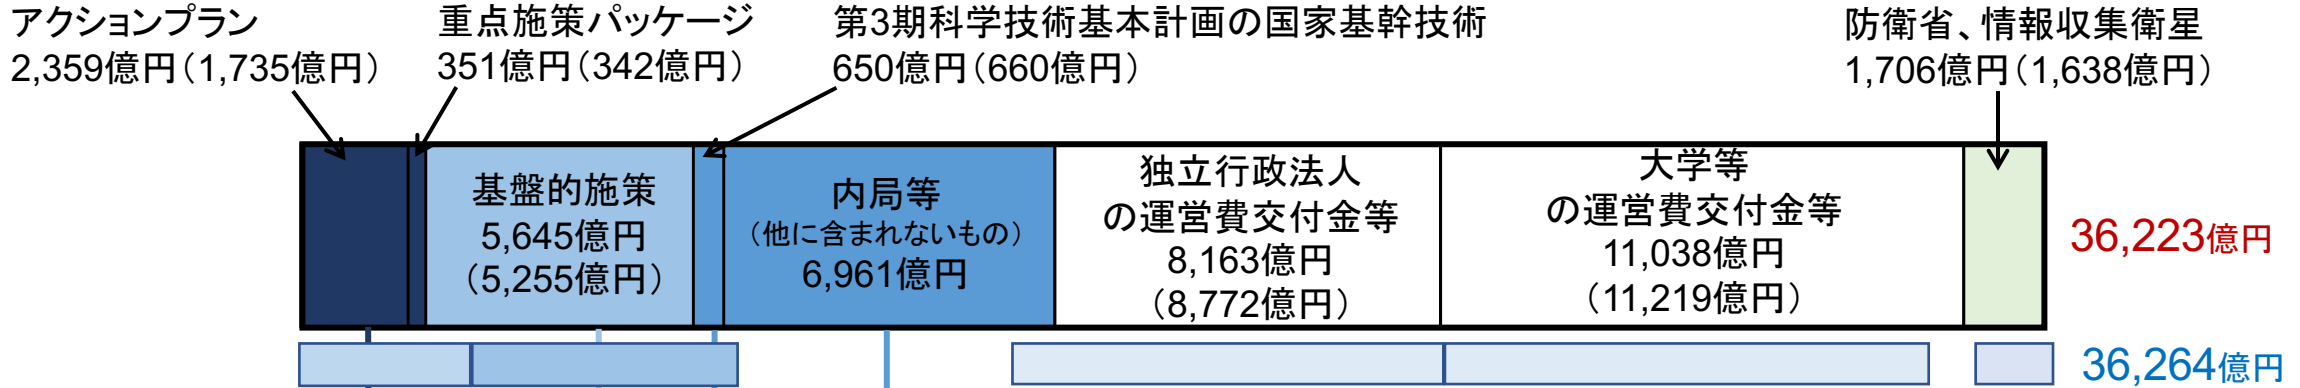 アクションプラン
2,359億円（1,735億円）
重点施策パッケージ
351億円（342億円）
第3期科学技術基本計画の国家基幹技術
650億円（660億円）
防衛省、情報収集衛星
1,706億円（1,638億円）
基盤的施策
5,645億円
（5,255億円）
内局等
（他に含まれないもの）
6,961億円
独立行政法人
の運営費交付金等
8,163億円
（8,772億円）
大学等
の運営費交付金等
11,038億円
（11,219億円）
36,223億円
36,264億円